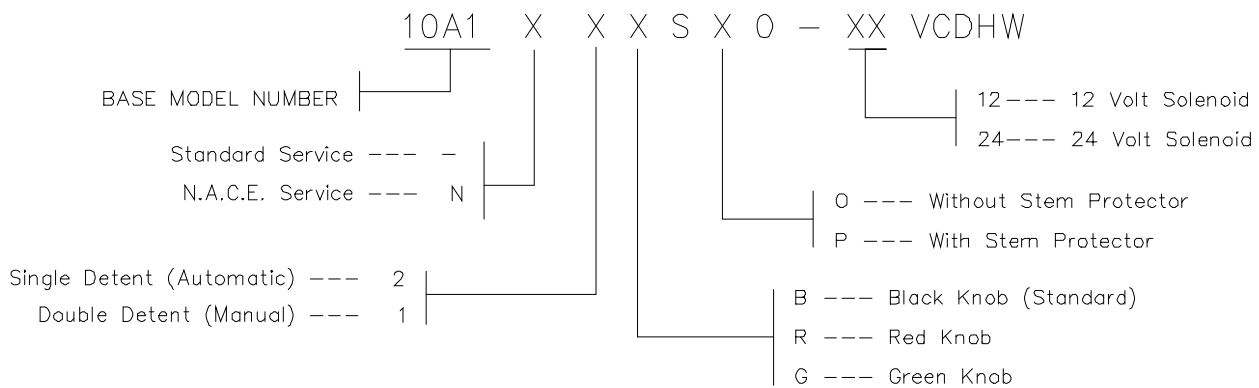 10A1 X X X S X O - XX VCDHW
BASE MODEL NUMBER
12--- 12 Volt Solenoid
24--- 24 Volt Solenoid
Standard Service --- -
N.A.C.E. Service --- N
O --- Without Stem Protector
P --- With Stem Protector
Single Detent (Automatic) --- 2
Double Detent (Manual) --- 1
B --- Black Knob (Standard)
R --- Red Knob
G --- Green Knob